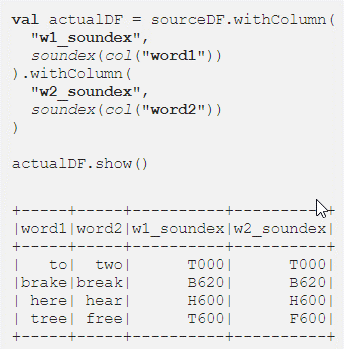 val actualDF = sourceDF.withColumn(
  "w1_soundex",
  soundex(col("word1"))
).withColumn(
  "w2_soundex",
  soundex(col("word2"))
)

actualDF.show()

+-----+-----+----------+----------+
|word1|word2|w1_soundex|w2_soundex|
+-----+-----+----------+----------+
|   to|  two|      T000|      T000|
|brake|break|      B620|      B620|
| here| hear|      H600|      H600|
| tree| free|      T600|      F600|
+-----+-----+----------+----------+